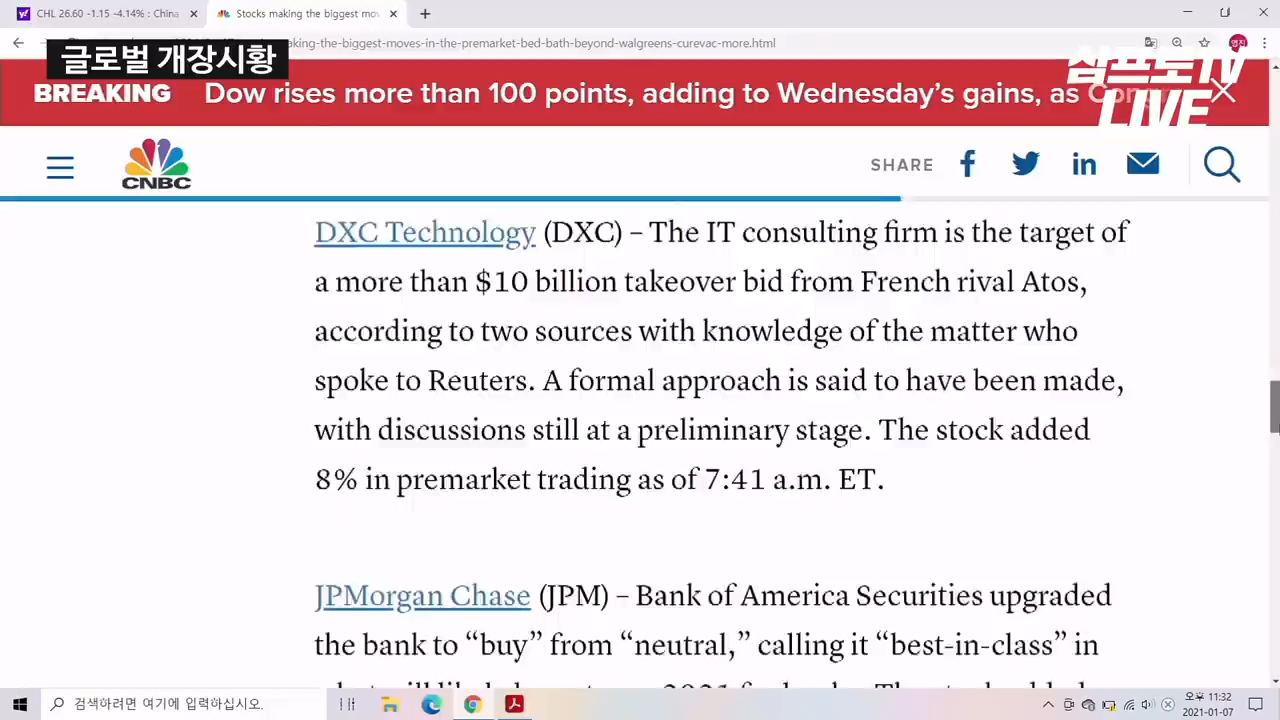 CHL 26.60 -1.15 -4.14% : China
Stocks making the biggest mov
글로벌 개장시황
aking-the-biggest-moves-in-the-premarket-bed-bath-beyond-walgreens-curevac-more.html
삼프로TV
LIVE
BREAKING Dow rises more than 100 points, adding to Wednesday's gains, as
CNBC
SHARE
DXC Technology (DXC) – The IT consulting firm is the target of
a more than $10 billion takeover bid from French rival Atos,
according to two sources with knowledge of the matter who
spoke to Reuters. A formal approach is said to have been made,
with discussions still at a preliminary stage. The stock added
8% in premarket trading as of 7:41 a.m. ET.
JPMorgan Chase (JPM) – Bank of America Securities upgraded
the bank to “buy” from “neutral,” calling it “best-in-class” in
검색하려면 여기에 입력하십시오.
오후 11:32
2021-01-07